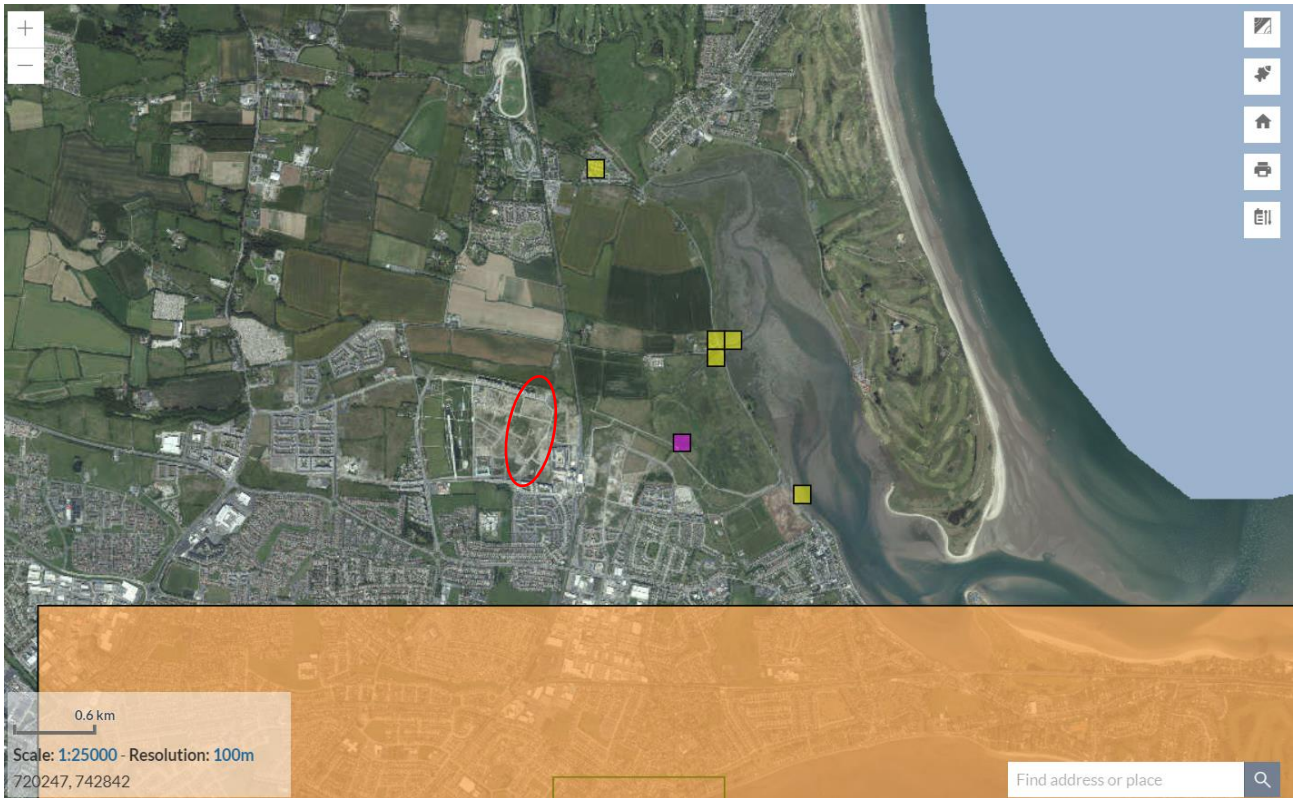 +
−
0.6 km
Scale: 1:25000 - Resolution: 100m
720247, 742842
Find address or place